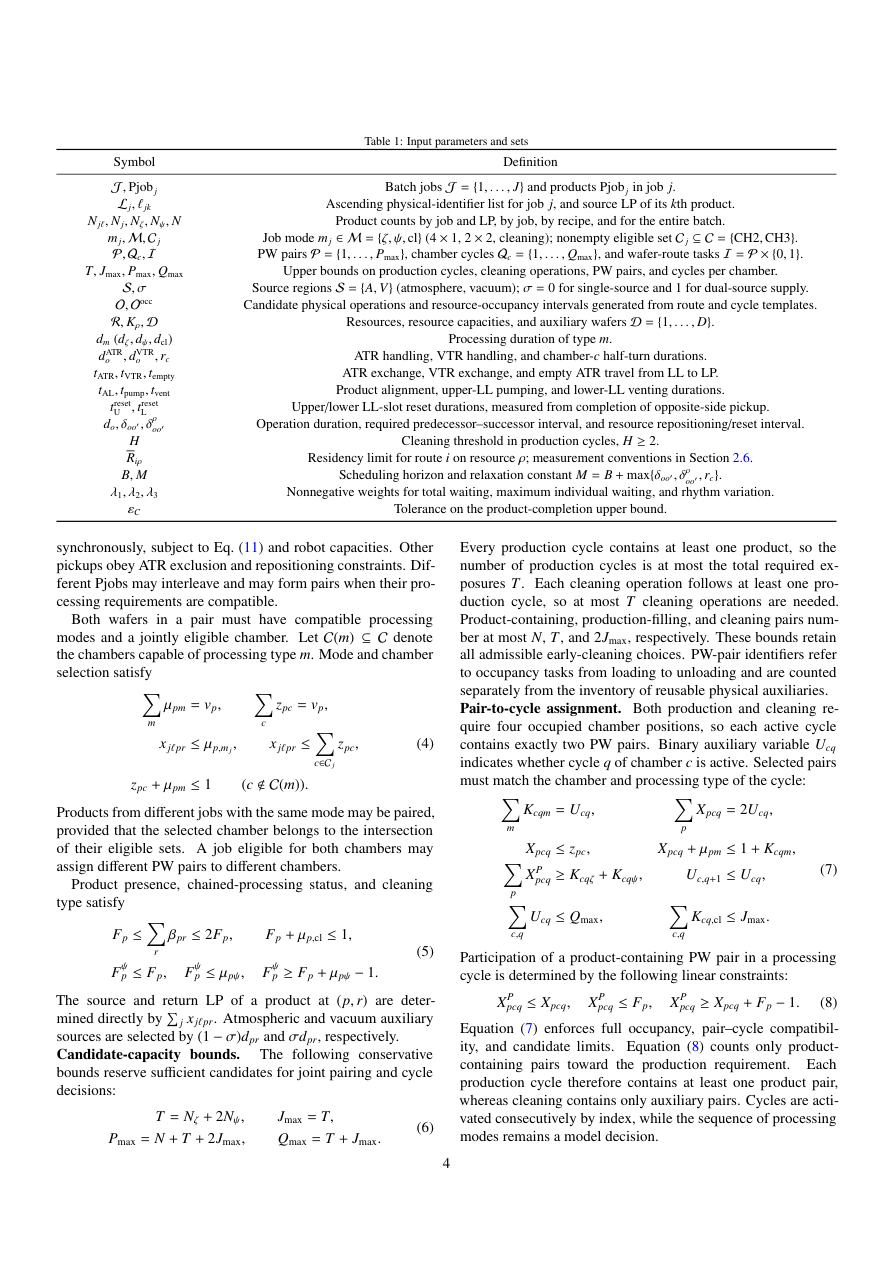 Table 1: Input parameters and sets
Symbol Definition
𝒥, Pjob_j Batch jobs 𝒥 = {1, . . . , J} and products Pjob_j in job j.
ℒ_j, ℓ_jk Ascending physical-identifier list for job j, and source LP of its kth product.
N_jℓ, N_j, N_ζ, N_ψ, N Product counts by job and LP, by job, by recipe, and for the entire batch.
m_j, ℳ, 𝒞_j Job mode m_j ∈ ℳ = {ζ, ψ, cl} (4 × 1, 2 × 2, cleaning); nonempty eligible set 𝒞_j ⊆ 𝒞 = {CH2, CH3}.
𝒫, 𝒬_c, ℐ PW pairs 𝒫 = {1, . . . , P_max}, chamber cycles 𝒬_c = {1, . . . , Q_max}, and wafer-route tasks ℐ = 𝒫 × {0, 1}.
T, J_max, P_max, Q_max Upper bounds on production cycles, cleaning operations, PW pairs, and cycles per chamber.
𝒮, σ Source regions 𝒮 = {A, V} (atmosphere, vacuum); σ = 0 for single-source and 1 for dual-source supply.
𝒪, 𝒪^occ Candidate physical operations and resource-occupancy intervals generated from route and cycle templates.
ℛ, K_ρ, 𝒟 Resources, resource capacities, and auxiliary wafers 𝒟 = {1, . . . , D}.
d_m (d_ζ, d_ψ, d_cl) Processing duration of type m.
d_o^ATR, d_o^VTR, r_c ATR handling, VTR handling, and chamber-c half-turn durations.
t_ATR, t_VTR, t_empty ATR exchange, VTR exchange, and empty ATR travel from LL to LP.
t_AL, t_pump, t_vent Product alignment, upper-LL pumping, and lower-LL venting durations.
t_U^reset, t_L^reset Upper/lower LL-slot reset durations, measured from completion of opposite-side pickup.
d_o, δ_oo′, δ_oo′^ρ Operation duration, required predecessor–successor interval, and resource repositioning/reset interval.
H Cleaning threshold in production cycles, H ≥ 2.
R̅_iρ Residency limit for route i on resource ρ; measurement conventions in Section 2.6.
B, M Scheduling horizon and relaxation constant M = B + max{δ_oo′, δ_oo′^ρ, r_c}.
λ_1, λ_2, λ_3 Nonnegative weights for total waiting, maximum individual waiting, and rhythm variation.
ε_C Tolerance on the product-completion upper bound.
synchronously, subject to Eq. (11) and robot capacities. Other
pickups obey ATR exclusion and repositioning constraints. Dif-
ferent Pjobs may interleave and may form pairs when their pro-
cessing requirements are compatible.
Both wafers in a pair must have compatible processing
modes and a jointly eligible chamber. Let 𝒞(m) ⊆ 𝒞 denote
the chambers capable of processing type m. Mode and chamber
selection satisfy
∑_m μ_pm = ν_p, ∑_c z_pc = ν_p,
x_jℓpr ≤ μ_p,m_j, x_jℓpr ≤ ∑_{c∈𝒞_j} z_pc, (4)
z_pc + μ_pm ≤ 1 (c ∉ 𝒞(m)).
Products from different jobs with the same mode may be paired,
provided that the selected chamber belongs to the intersection
of their eligible sets. A job eligible for both chambers may
assign different PW pairs to different chambers.
Product presence, chained-processing status, and cleaning
type satisfy
F_p ≤ ∑_r β_pr ≤ 2F_p, F_p + μ_p,cl ≤ 1,
(5)
F_p^ψ ≤ F_p, F_p^ψ ≤ μ_pψ, F_p^ψ ≥ F_p + μ_pψ − 1.
The source and return LP of a product at (p, r) are deter-
mined directly by ∑_j x_jℓpr. Atmospheric and vacuum auxiliary
sources are selected by (1 − σ)d_pr and σd_pr, respectively.
Candidate-capacity bounds. The following conservative
bounds reserve sufficient candidates for joint pairing and cycle
decisions:
T = N_ζ + 2N_ψ, J_max = T,
(6)
P_max = N + T + 2J_max, Q_max = T + J_max.
Every production cycle contains at least one product, so the
number of production cycles is at most the total required ex-
posures T. Each cleaning operation follows at least one pro-
duction cycle, so at most T cleaning operations are needed.
Product-containing, production-filling, and cleaning pairs num-
ber at most N, T, and 2J_max, respectively. These bounds retain
all admissible early-cleaning choices. PW-pair identifiers refer
to occupancy tasks from loading to unloading and are counted
separately from the inventory of reusable physical auxiliaries.
Pair-to-cycle assignment. Both production and cleaning re-
quire four occupied chamber positions, so each active cycle
contains exactly two PW pairs. Binary auxiliary variable U_cq
indicates whether cycle q of chamber c is active. Selected pairs
must match the chamber and processing type of the cycle:
∑_m K_cqm = U_cq, ∑_p X_pcq = 2U_cq,
X_pcq ≤ z_pc, X_pcq + μ_pm ≤ 1 + K_cqm,
∑_p X_pcq^P ≥ K_cqζ + K_cqψ, U_c,q+1 ≤ U_cq, (7)
∑_{c,q} U_cq ≤ Q_max, ∑_{c,q} K_cq,cl ≤ J_max.
Participation of a product-containing PW pair in a processing
cycle is determined by the following linear constraints:
X_pcq^P ≤ X_pcq, X_pcq^P ≤ F_p, X_pcq^P ≥ X_pcq + F_p − 1. (8)
Equation (7) enforces full occupancy, pair–cycle compatibil-
ity, and candidate limits. Equation (8) counts only product-
containing pairs toward the production requirement. Each
production cycle therefore contains at least one product pair,
whereas cleaning contains only auxiliary pairs. Cycles are acti-
vated consecutively by index, while the sequence of processing
modes remains a model decision.
4